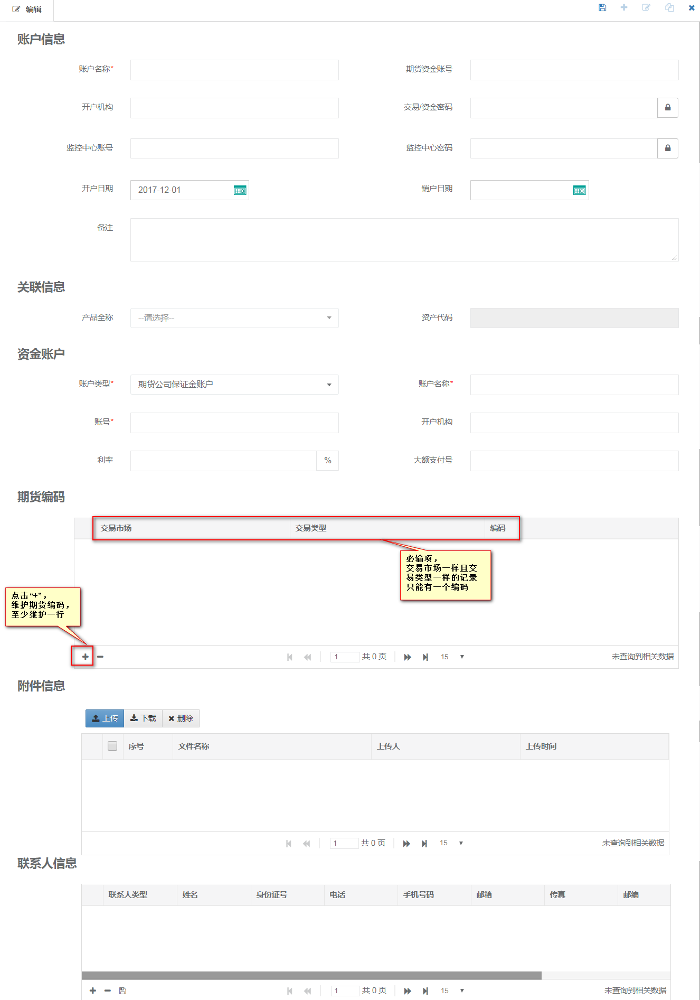 编辑
账户信息
账户名称*
期货资金账号
开户机构
交易/资金密码
监控中心账号
监控中心密码
开户日期
2017-12-01
销户日期
备注
关联信息
产品全称
--请选择--
资产代码
资金账户
账户类型*
期货公司保证金账户
账户名称*
账号*
开户机构
利率
%
大额支付号
期货编码
交易市场
交易类型
编码
必输项，
交易市场一样且交
易类型一样的记录
只能有一个编码
点击“+”，
维护期货编码，
至少维护一行
1
共 0 页
15
未查询到相关数据
附件信息
上传
下载
删除
序号
文件名称
上传人
上传时间
1
共 0 页
15
未查询到相关数据
联系人信息
联系人类型
姓名
身份证号
电话
手机号码
邮箱
传真
邮编
1
共 0 页
15
未查询到相关数据